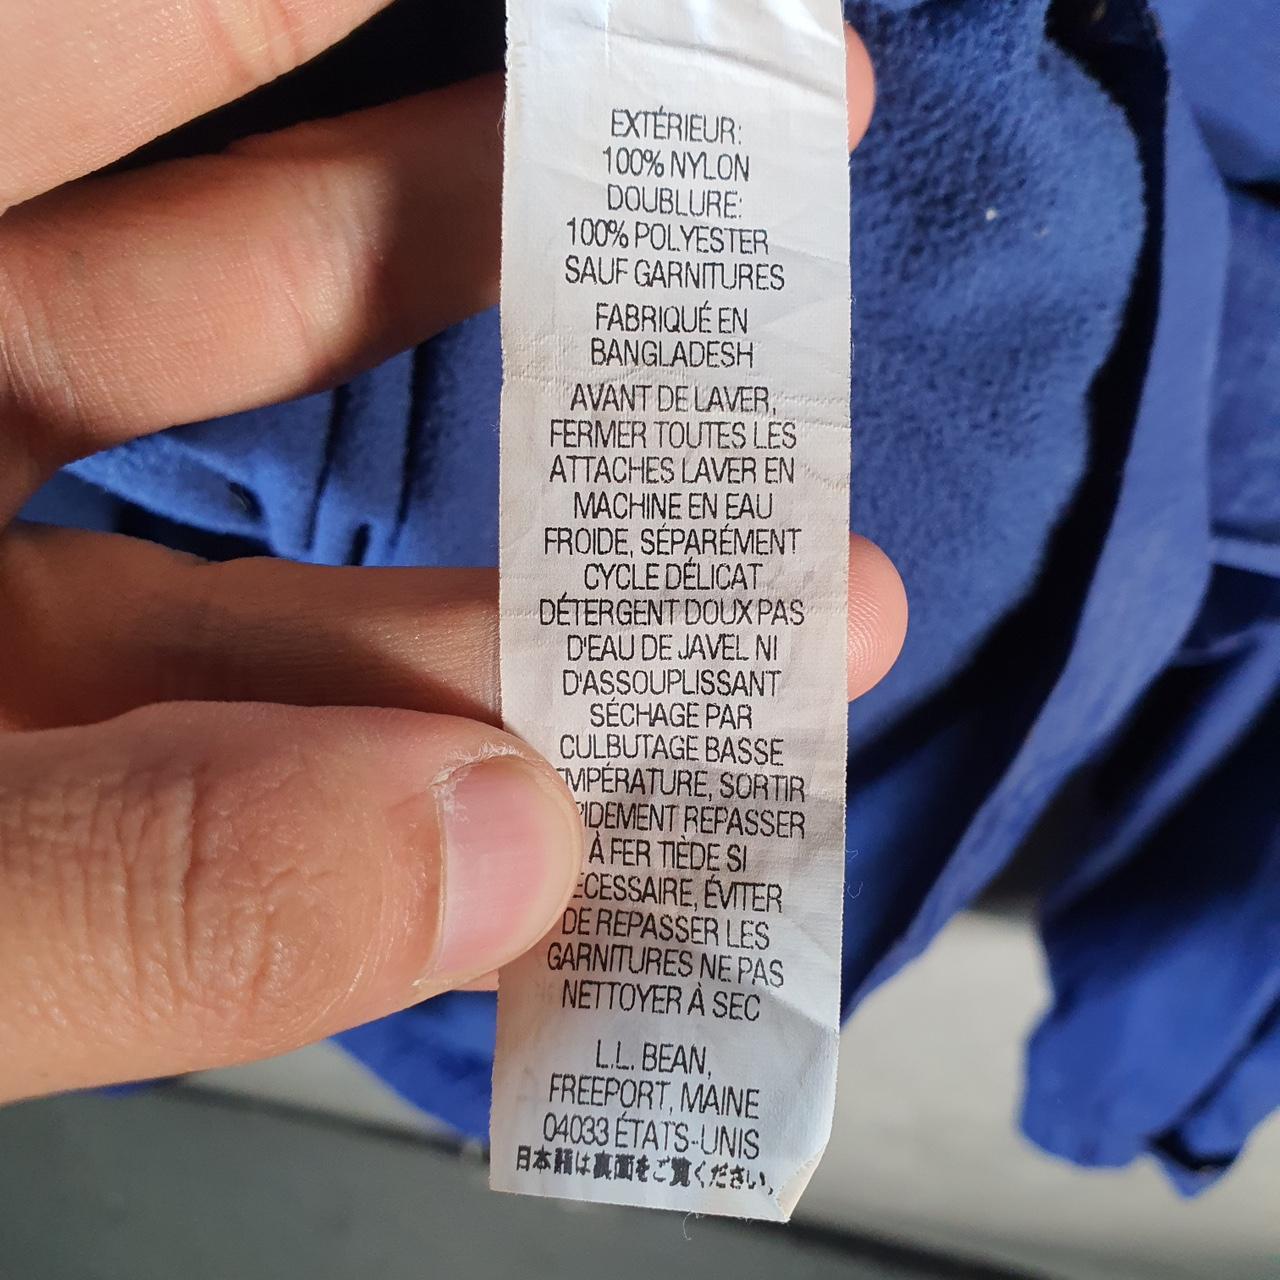 EXTÉRIEUR:
100% NYLON
DOUBLURE:
100% POLYESTER
SAUF GARNITURES
FABRIQUÉ EN
BANGLADESH
AVANT DE LAVER,
FERMER TOUTES LES
ATTACHES LAVER EN
MACHINE EN EAU
FROIDE, SÉPARÉMENT
CYCLE DÉLICAT
DÉTERGENT DOUX PAS
D'EAU DE JAVEL NI
D'ASSOUPLISSANT
SÉCHAGE PAR
CULBUTAGE BASSE
EMPÉRATURE, SORTIR
PIDEMENT REPASSER
À FER TIÈDE SI
ÉCESSAIRE, ÉVITER
DE REPASSER LES
GARNITURES NE PAS
NETTOYER À SEC
L.L. BEAN,
FREEPORT, MAINE
04033 ÉTATS-UNIS
日本語は裏面をご覧ください。